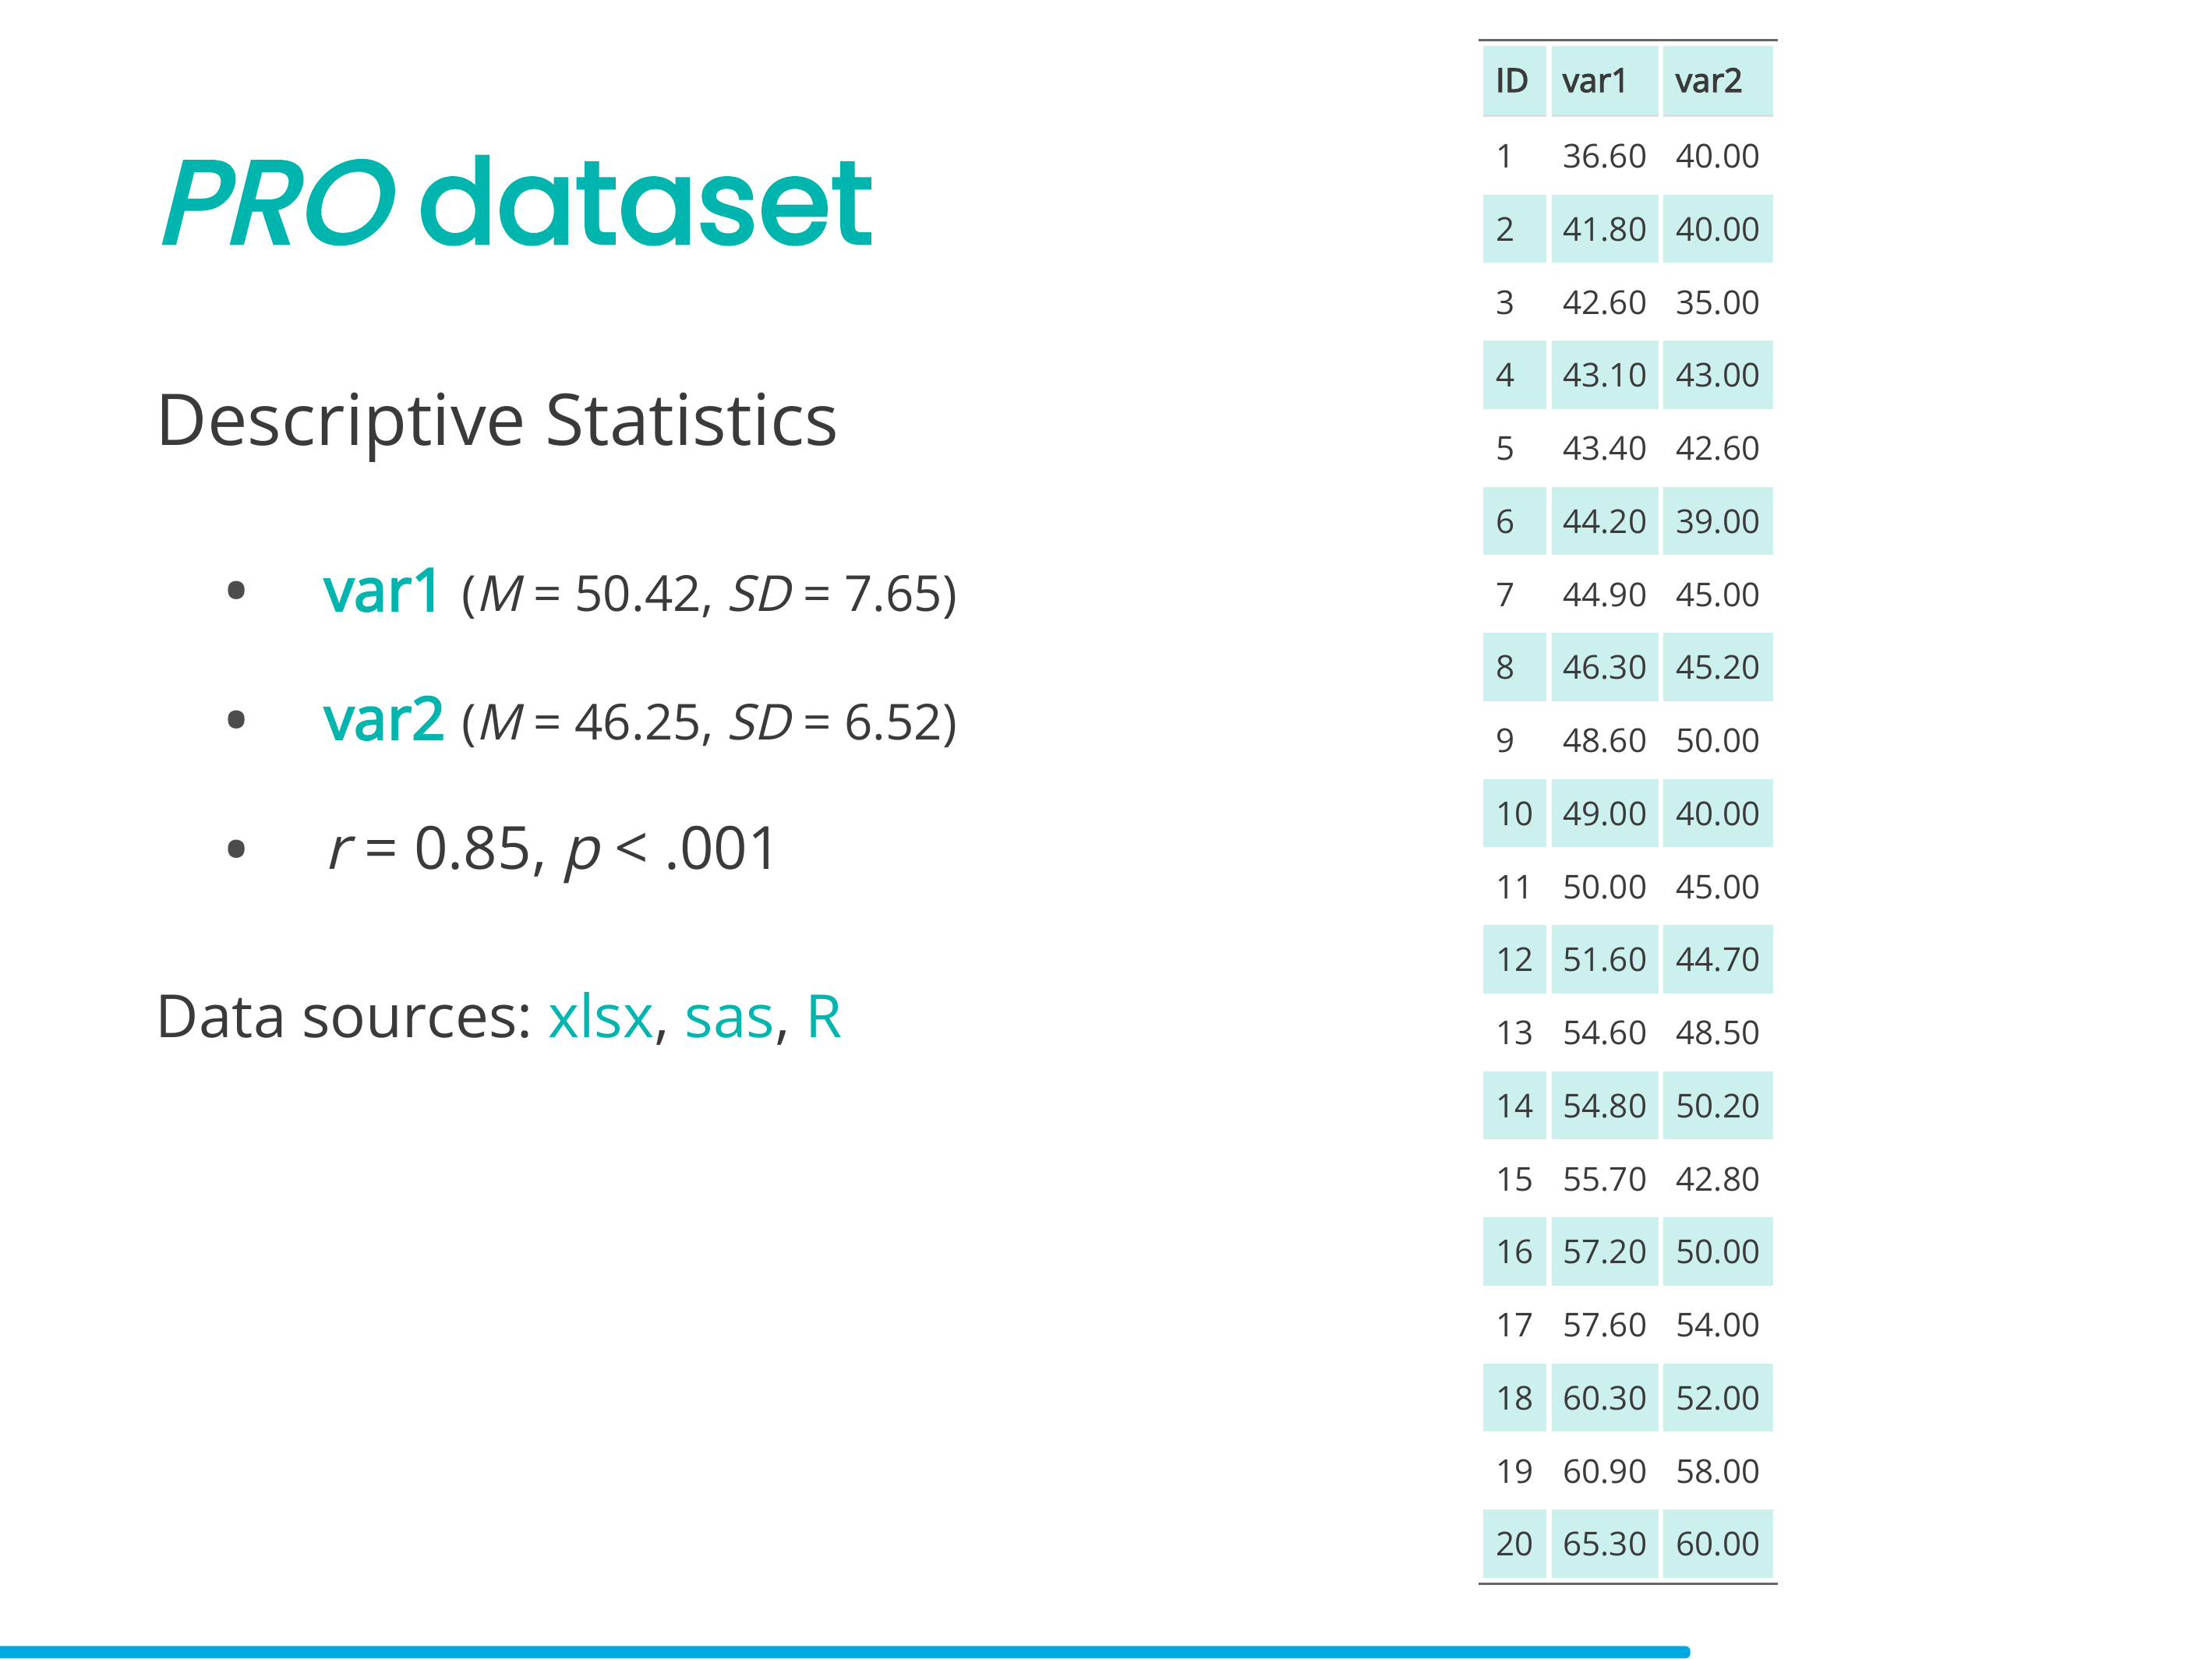 PRO dataset
Descriptive Statistics
• var1 (M = 50.42, SD = 7.65)
• var2 (M = 46.25, SD = 6.52)
• r = 0.85, p < .001
Data sources: xlsx, sas, R
ID var1 var2
1 36.60 40.00
2 41.80 40.00
3 42.60 35.00
4 43.10 43.00
5 43.40 42.60
6 44.20 39.00
7 44.90 45.00
8 46.30 45.20
9 48.60 50.00
10 49.00 40.00
11 50.00 45.00
12 51.60 44.70
13 54.60 48.50
14 54.80 50.20
15 55.70 42.80
16 57.20 50.00
17 57.60 54.00
18 60.30 52.00
19 60.90 58.00
20 65.30 60.00